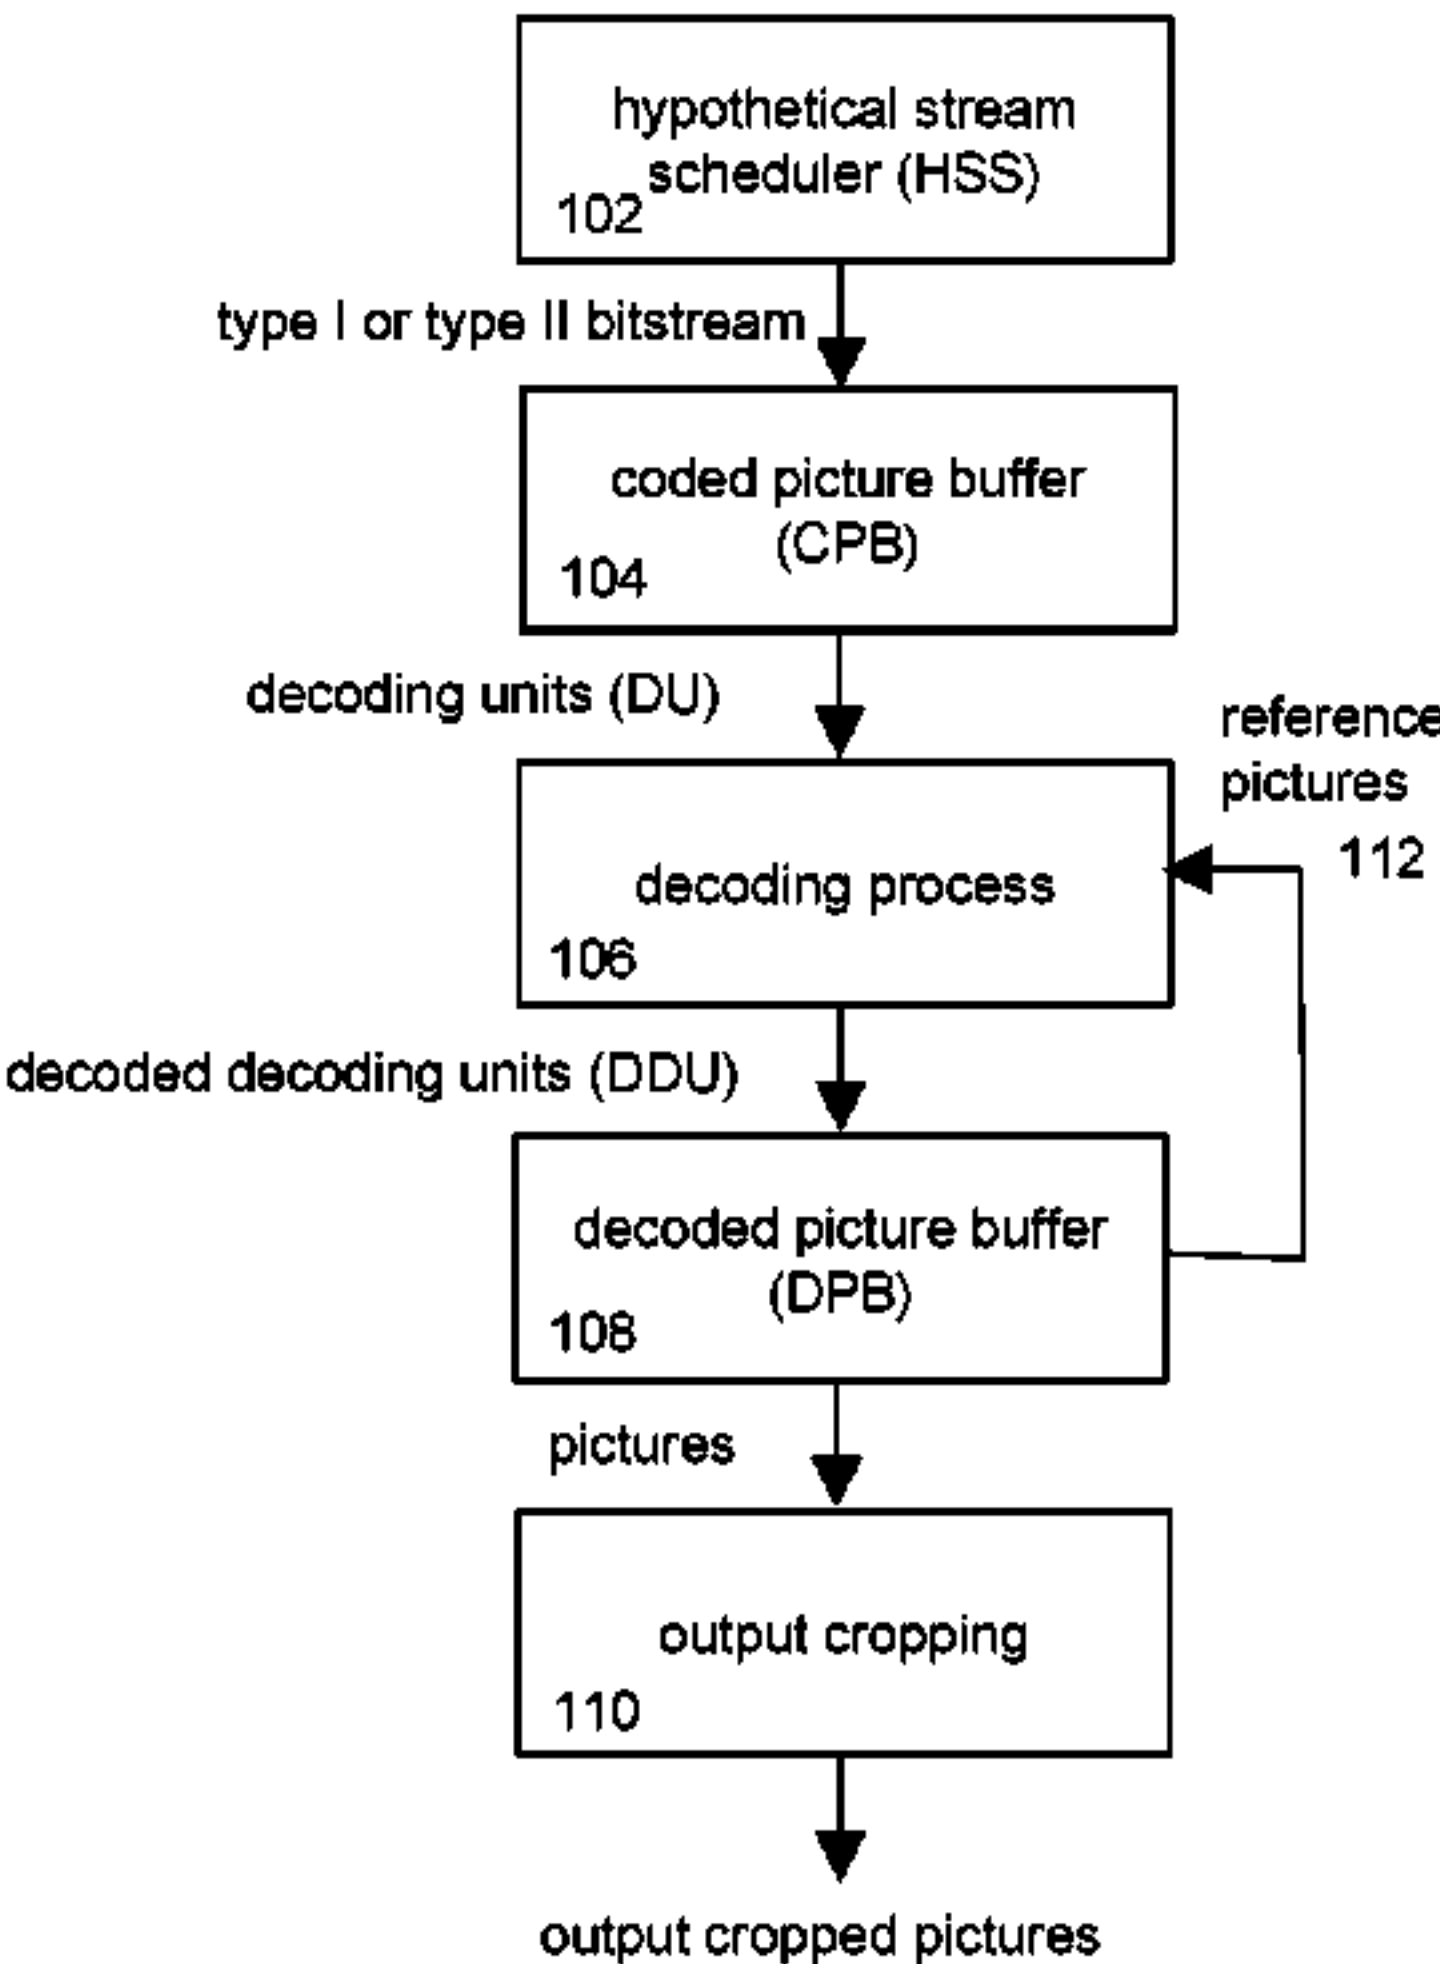 hypothetical stream
scheduler (HSS)
102
type I or type II bitstream
coded picture buffer
(CPB)
104
decoding units (DU)
reference
pictures
112
decoding process
106
decoded decoding units (DDU)
decoded picture buffer
(DPB)
108
pictures
output cropping
110
output cropped pictures